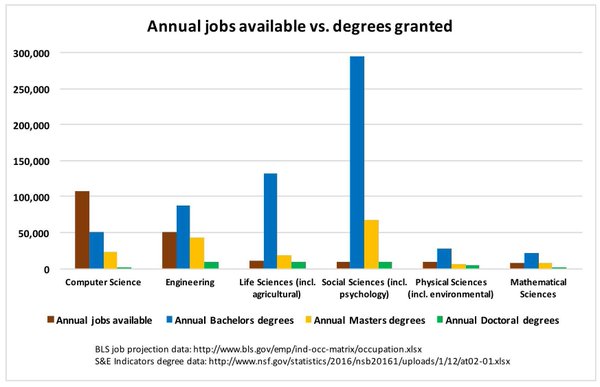 Annual jobs available vs. degrees granted
300,000
250,000
200,000
150,000
100,000
50,000
0
Computer Science
Engineering
Life Sciences (incl. agricultural)
Social Sciences (incl. psychology)
Physical Sciences (incl. environmental)
Mathematical Sciences
Annual jobs available
Annual Bachelors degrees
Annual Masters degrees
Annual Doctoral degrees
BLS job projection data: http://www.bls.gov/emp/ind-occ-matrix/occupation.xlsx
S&E Indicators degree data: http://www.nsf.gov/statistics/2016/nsb20161/uploads/1/12/at02-01.xlsx